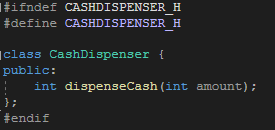 #ifndef CASHDISPENSER_H
#define CASHDISPENSER_H
class CashDispenser {
public:
int dispenseCash(int amount);
};
#endif